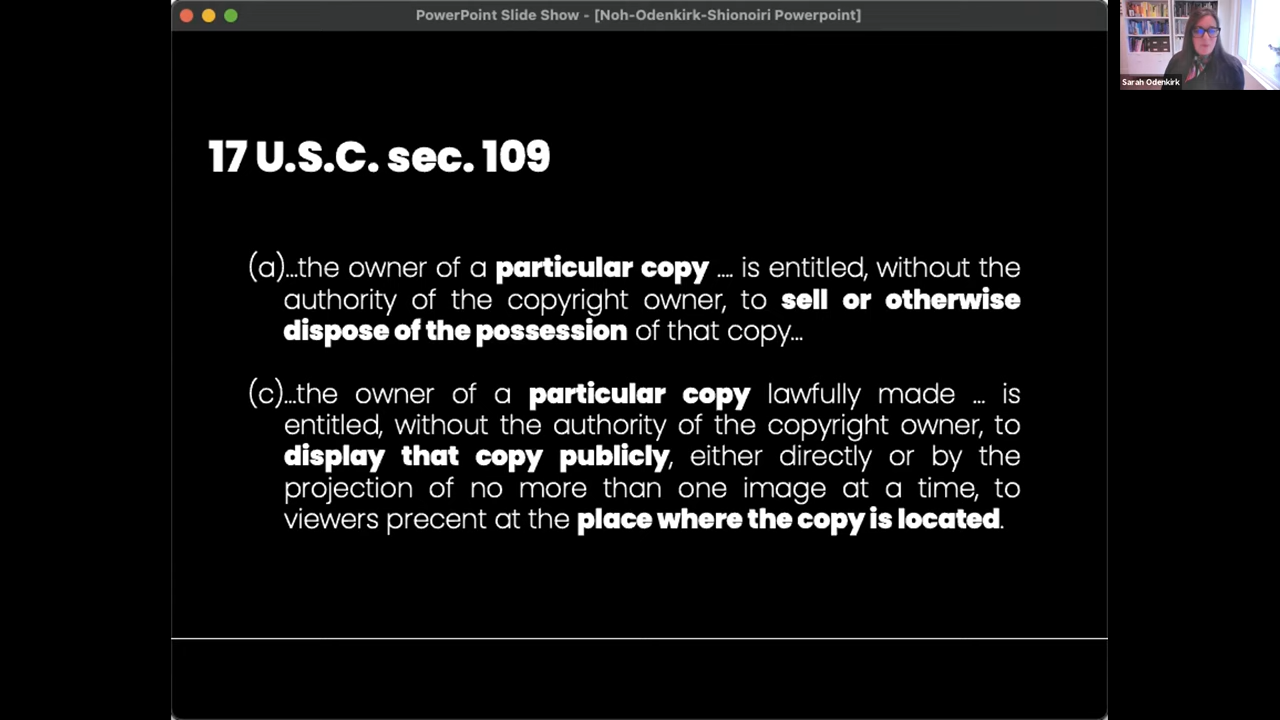 PowerPoint Slide Show - [Noh-Odenkirk-Shionoiri Powerpoint]
Sarah Odenkirk
17 U.S.C. sec. 109
(a)...the owner of a particular copy .... is entitled, without the
authority of the copyright owner, to sell or otherwise
dispose of the possession of that copy...
(c)...the owner of a particular copy lawfully made ... is
entitled, without the authority of the copyright owner, to
display that copy publicly, either directly or by the
projection of no more than one image at a time, to
viewers precent at the place where the copy is located.